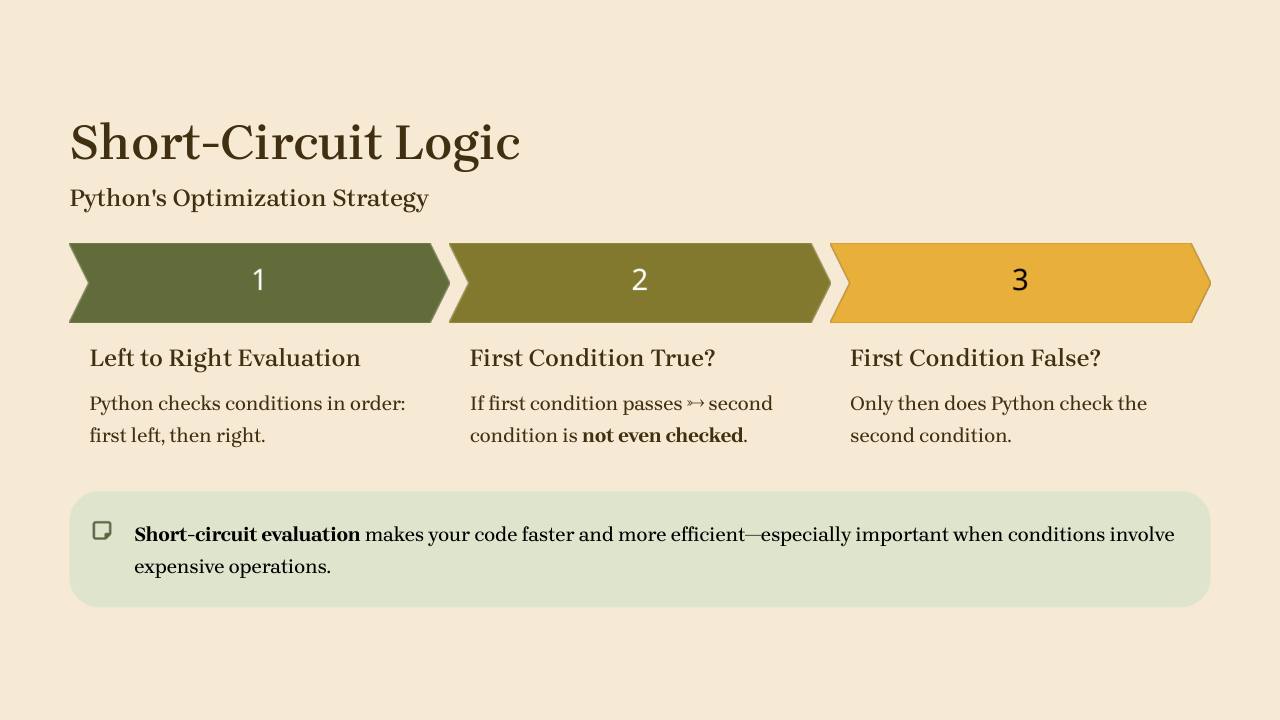 Short-Circuit Logic
Python's Optimization Strategy
1
2
3
Left to Right Evaluation
Python checks conditions in order:
first left, then right.
First Condition True?
If first condition passes ↣ second
condition is not even checked.
First Condition False?
Only then does Python check the
second condition.
Short-circuit evaluation makes your code faster and more efficient—especially important when conditions involve
expensive operations.